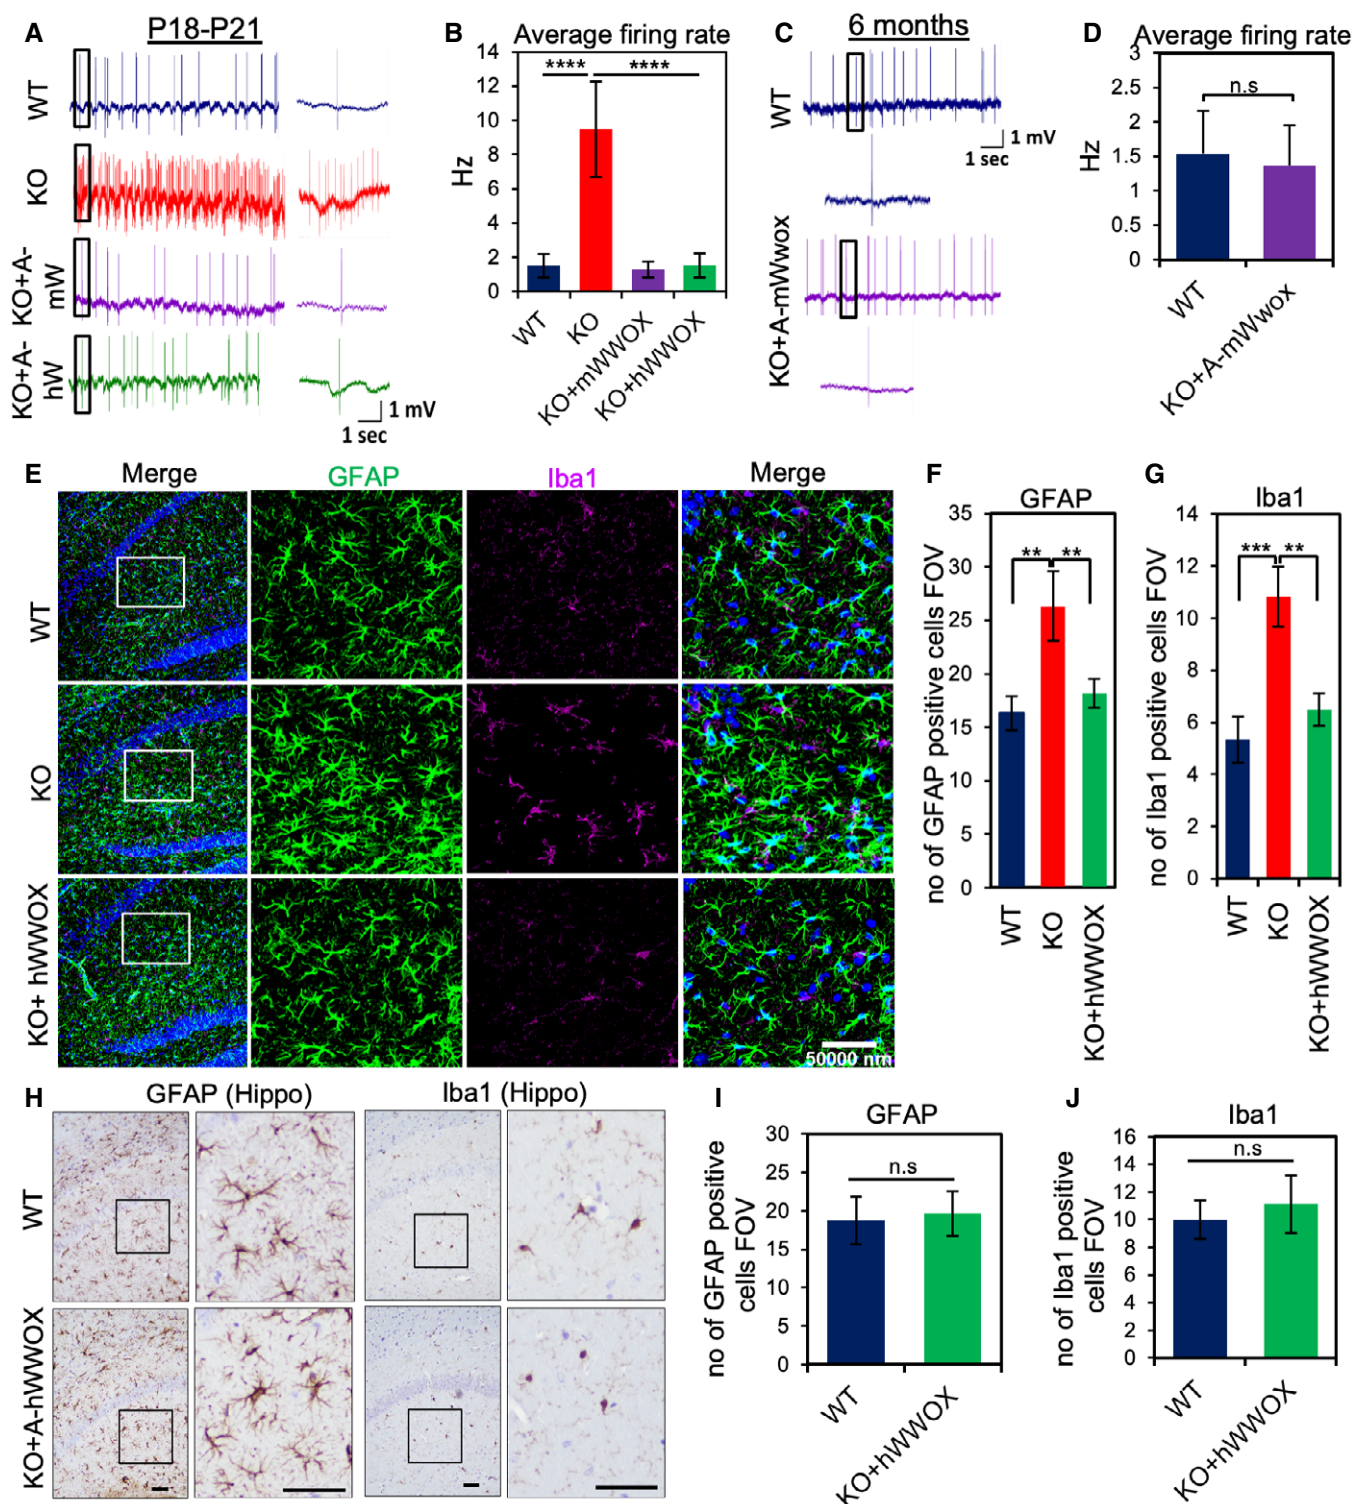 A
P18-P21
WT
KO
KO+A-
mW
KO+A-
hW
1 mV
1 sec
B
Average firing rate
Hz
14
12
10
8
6
4
2
0
****
****
WT
KO
KO+mWWOX
KO+hWWOX
C
6 months
WT
1 mV
1 sec
KO+A-mWwox
D
Average firing rate
Hz
3
2.5
2
1.5
1
0.5
0
n.s
WT
KO+A-mWwox
E
Merge
GFAP
Iba1
Merge
WT
KO
KO+ hWWOX
50000 nm
F
GFAP
no of GFAP positive cells FOV
35
30
25
20
15
10
5
0
**
**
WT
KO
KO+hWWOX
G
Iba1
no of Iba1 positive cells FOV
14
12
10
8
6
4
2
0
***
**
WT
KO
KO+hWWOX
H
GFAP (Hippo)
Iba1 (Hippo)
WT
KO+A-hWWOX
I
GFAP
no of GFAP positive
cells FOV
30
25
20
15
10
5
0
n.s
WT
KO+hWWOX
J
Iba1
no of Iba1 positive
cells FOV
16
14
12
10
8
6
4
2
0
n.s
WT
KO+hWWOX